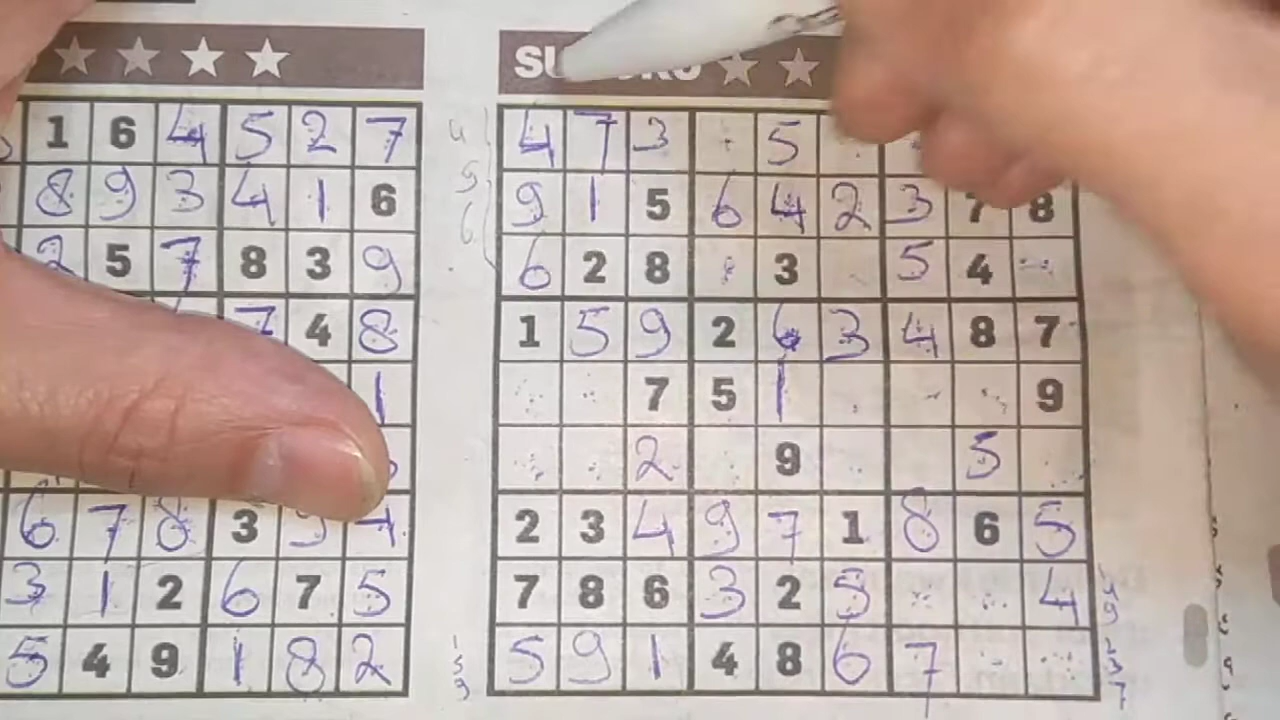 SUDOKU
1 6 4 5 2 7
8 9 3 4 1 6
2 5 7 8 3 9
7 4 8
1
6 7 8 3 9 4
3 1 2 6 7 5
5 4 9 1 8 2
4 7 3 5
9 1 5 6 4 2 3 7 8
6 2 8 3 5 4
1 5 9 2 6 3 4 8 7
7 5 1 9
2 9 5
2 3 4 9 7 1 8 6 5
7 8 6 3 2 5 4
5 9 1 4 8 6 7